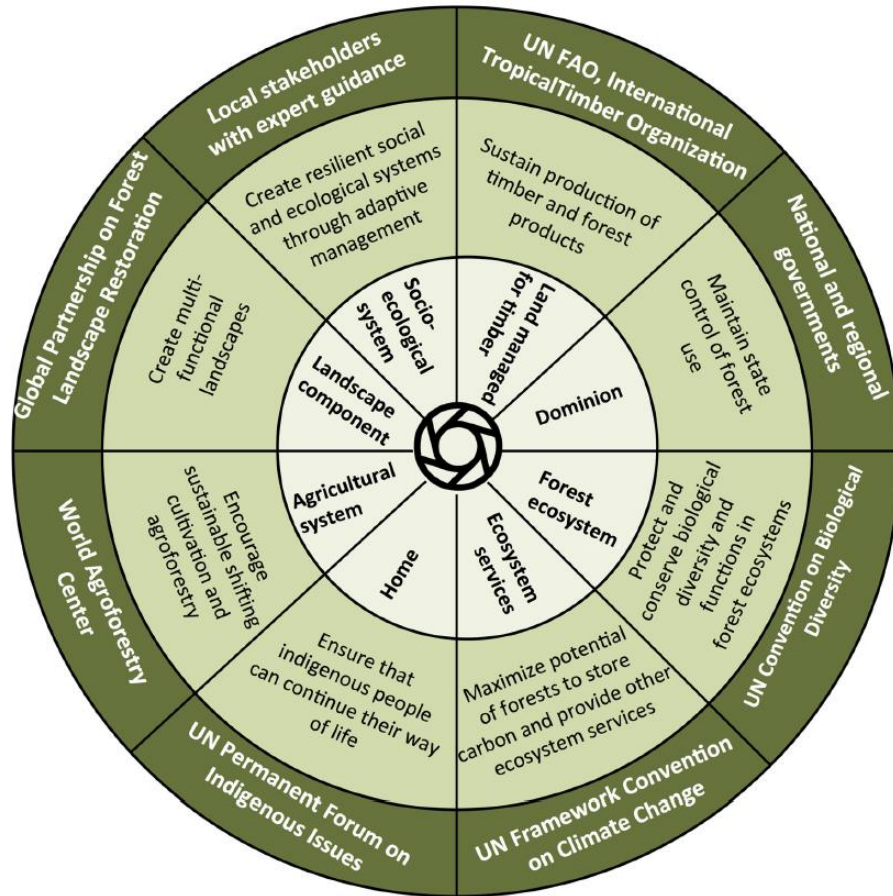 UN FAO, International
TropicalTimber Organization
Sustain production of
timber and forest
products
Land managed
for timber
National and regional
governments
Maintain state
control of forest
use
Dominion
UN Convention on Biological
Diversity
Protect and
conserve biological
diversity and
functions in
forest ecosystems
Forest
ecosystem
UN Framework Convention
on Climate Change
Maximize potential
of forests to store
carbon and provide other
ecosystem services
Ecosystem
services
UN Permanent Forum on
Indigenous Issues
Ensure that
indigenous people
can continue their way
of life
Home
World Agroforestry
Center
Encourage
sustainable shifting
cultivation and
agroforestry
Agricultural
system
Global Partnership on Forest
Landscape Restoration
Create multi-
functional
landscapes
Landscape
component
Local stakeholders
with expert guidance
Create resilient social
and ecological systems
through adaptive
management
Socio-
ecological
system